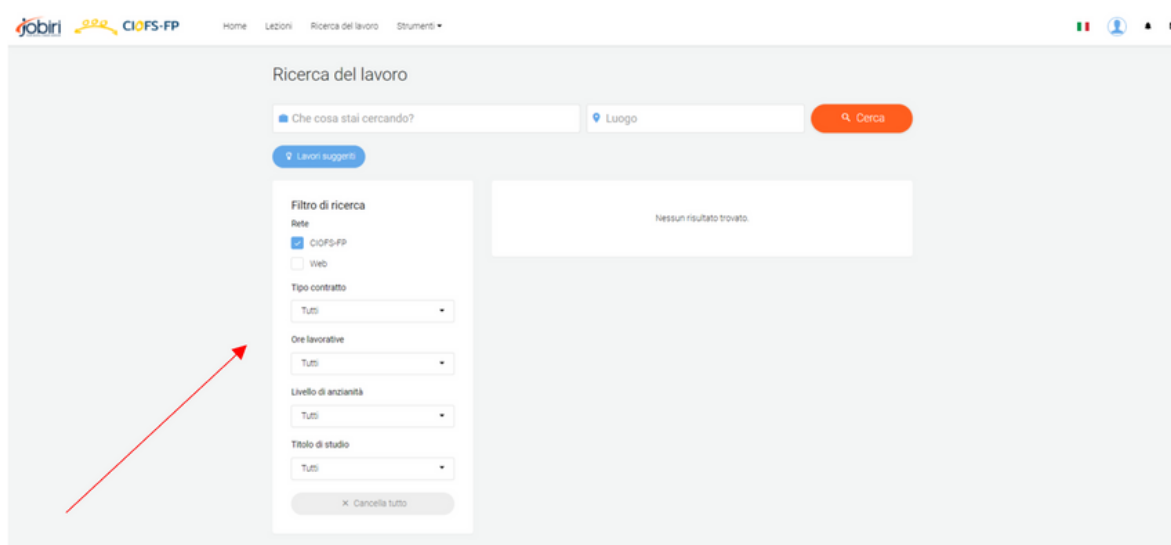 jobiri CIOFS-FP Home Lezioni Ricerca del lavoro Strumenti
Ricerca del lavoro
Che cosa stai cercando? Luogo Cerca
Lavori suggeriti
Filtro di ricerca
Rete
CIOFS-FP
Web
Nessun risultato trovato.
Tipo contratto
Tutti
Ore lavorative
Tutti
Livello di anzianità
Tutti
Titolo di studio
Tutti
Cancella tutto